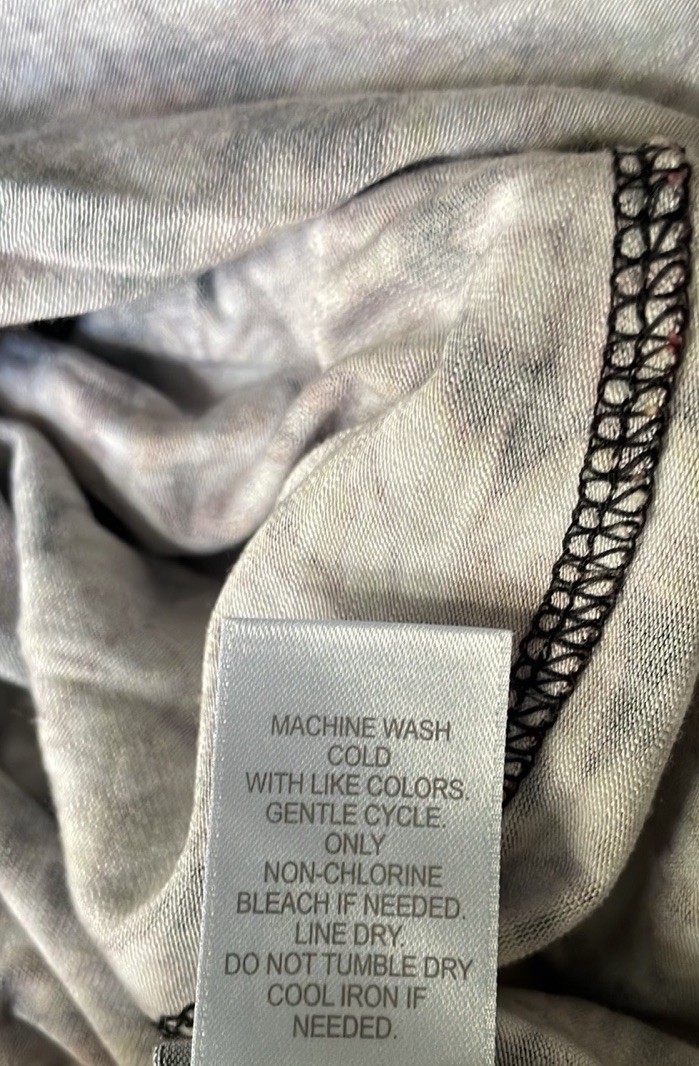 MACHINE WASH
COLD
WITH LIKE COLORS.
GENTLE CYCLE.
ONLY
NON-CHLORINE
BLEACH IF NEEDED.
LINE DRY.
DO NOT TUMBLE DRY
COOL IRON IF
NEEDED.